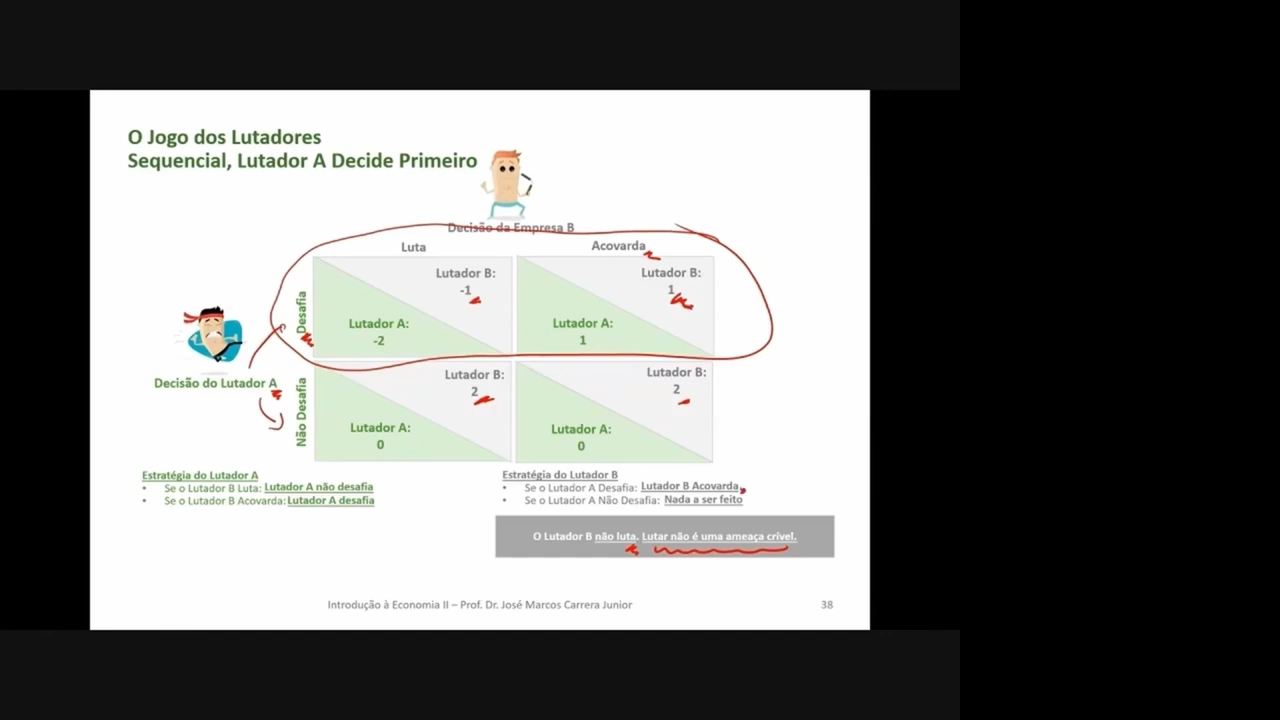 O Jogo dos Lutadores
Sequencial, Lutador A Decide Primeiro
Decisão da Empresa B
Luta
Acovarda
Desafia
Lutador B:
-1
Lutador A:
-2
Lutador B:
1
Lutador A:
1
Decisão do Lutador A
Não Desafia
Lutador B:
2
Lutador A:
0
Lutador B:
2
Lutador A:
0
Estratégia do Lutador A
• Se o Lutador B Luta: Lutador A não desafia
• Se o Lutador B Acovarda: Lutador A desafia
Estratégia do Lutador B
• Se o Lutador A Desafia: Lutador B Acovarda
• Se o Lutador A Não Desafia: Nada a ser feito
O Lutador B não luta. Lutar não é uma ameaça crível.
Introdução à Economia II – Prof. Dr. José Marcos Carrera Junior
38